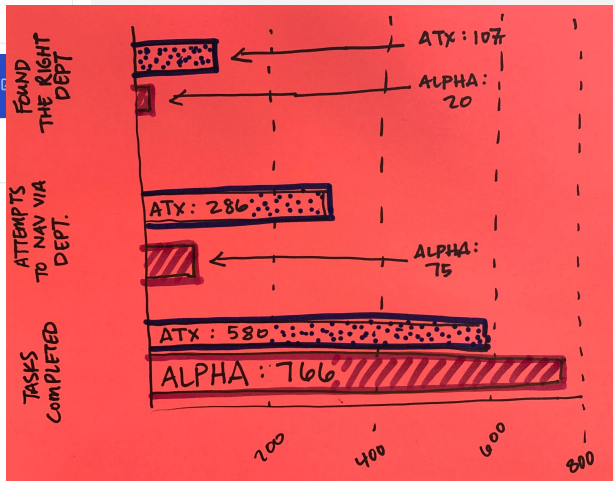 FOUND
THE RIGHT
DEPT
ATX: 107
ALPHA:
20
ATTEMPTS
TO NAV VIA
DEPT.
ATX: 286
ALPHA:
75
TASKS
COMPLETED
ATX: 580
ALPHA: 766
200
400
600
800